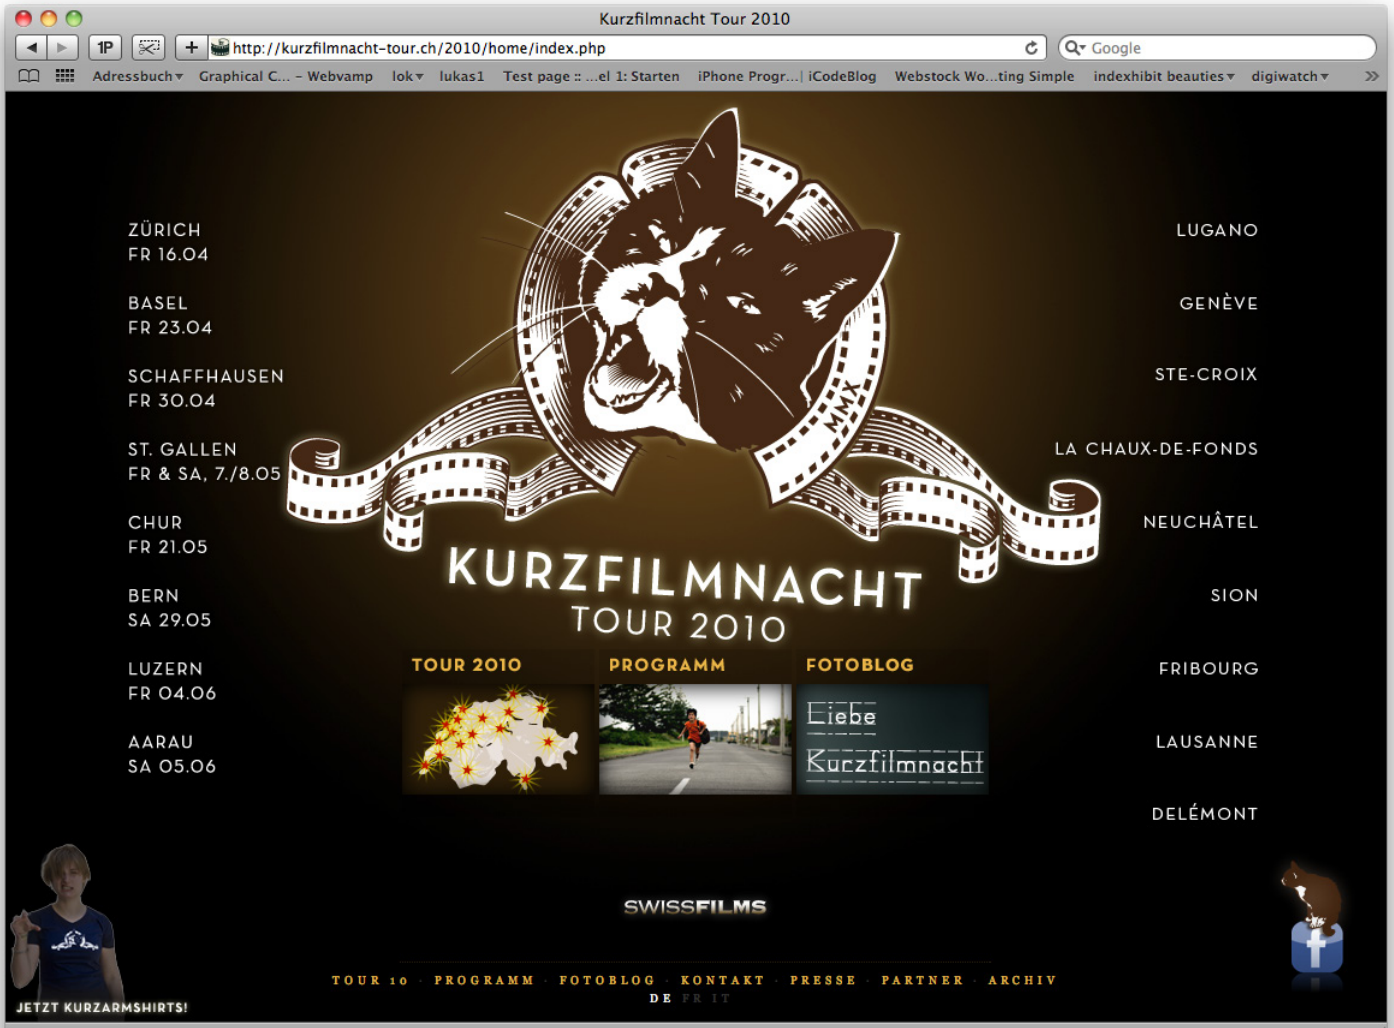 Kurzfilmnacht Tour 2010
1P
+
http://kurzfilmnacht-tour.ch/2010/home/index.php
Google
Adressbuch Graphical C... – Webvamp lok lukas1 Test page :: ...el 1: Starten iPhone Progr...| iCodeBlog Webstock Wo...ting Simple indexhibit beauties digiwatch >>
ZÜRICH
FR 16.04
BASEL
FR 23.04
SCHAFFHAUSEN
FR 30.04
ST. GALLEN
FR & SA, 7./8.05
CHUR
FR 21.05
BERN
SA 29.05
LUZERN
FR 04.06
AARAU
SA 05.06
MMX
KURZFILMNACHT
TOUR 2010
LUGANO
GENÈVE
STE-CROIX
LA CHAUX-DE-FONDS
NEUCHÂTEL
SION
FRIBOURG
LAUSANNE
DELÉMONT
TOUR 2010
PROGRAMM
FOTOBLOG
Liebe
Kurzfilmnacht
SWISSFILMS
JETZT KURZARMSHIRTS!
f
TOUR 10 · PROGRAMM · FOTOBLOG · KONTAKT · PRESSE · PARTNER · ARCHIV
DE FR IT